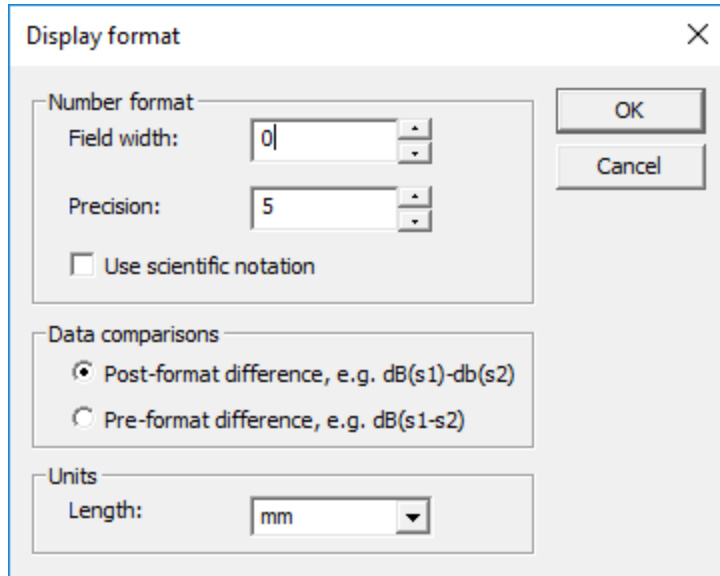 Display format
Number format
Field width: 0
Precision: 5
Use scientific notation
Data comparisons
Post-format difference, e.g. dB(s1)-db(s2)
Pre-format difference, e.g. dB(s1-s2)
Units
Length: mm
OK
Cancel